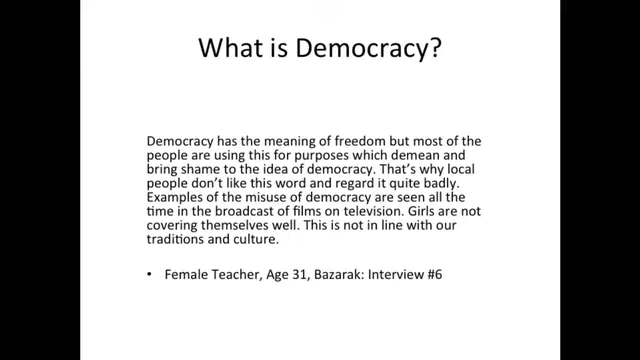 What is Democracy?
Democracy has the meaning of freedom but most of the
people are using this for purposes which demean and
bring shame to the idea of democracy. That's why local
people don't like this word and regard it quite badly.
Examples of the misuse of democracy are seen all the
time in the broadcast of films on television. Girls are not
covering themselves well. This is not in line with our
traditions and culture.
• Female Teacher, Age 31, Bazarak: Interview #6